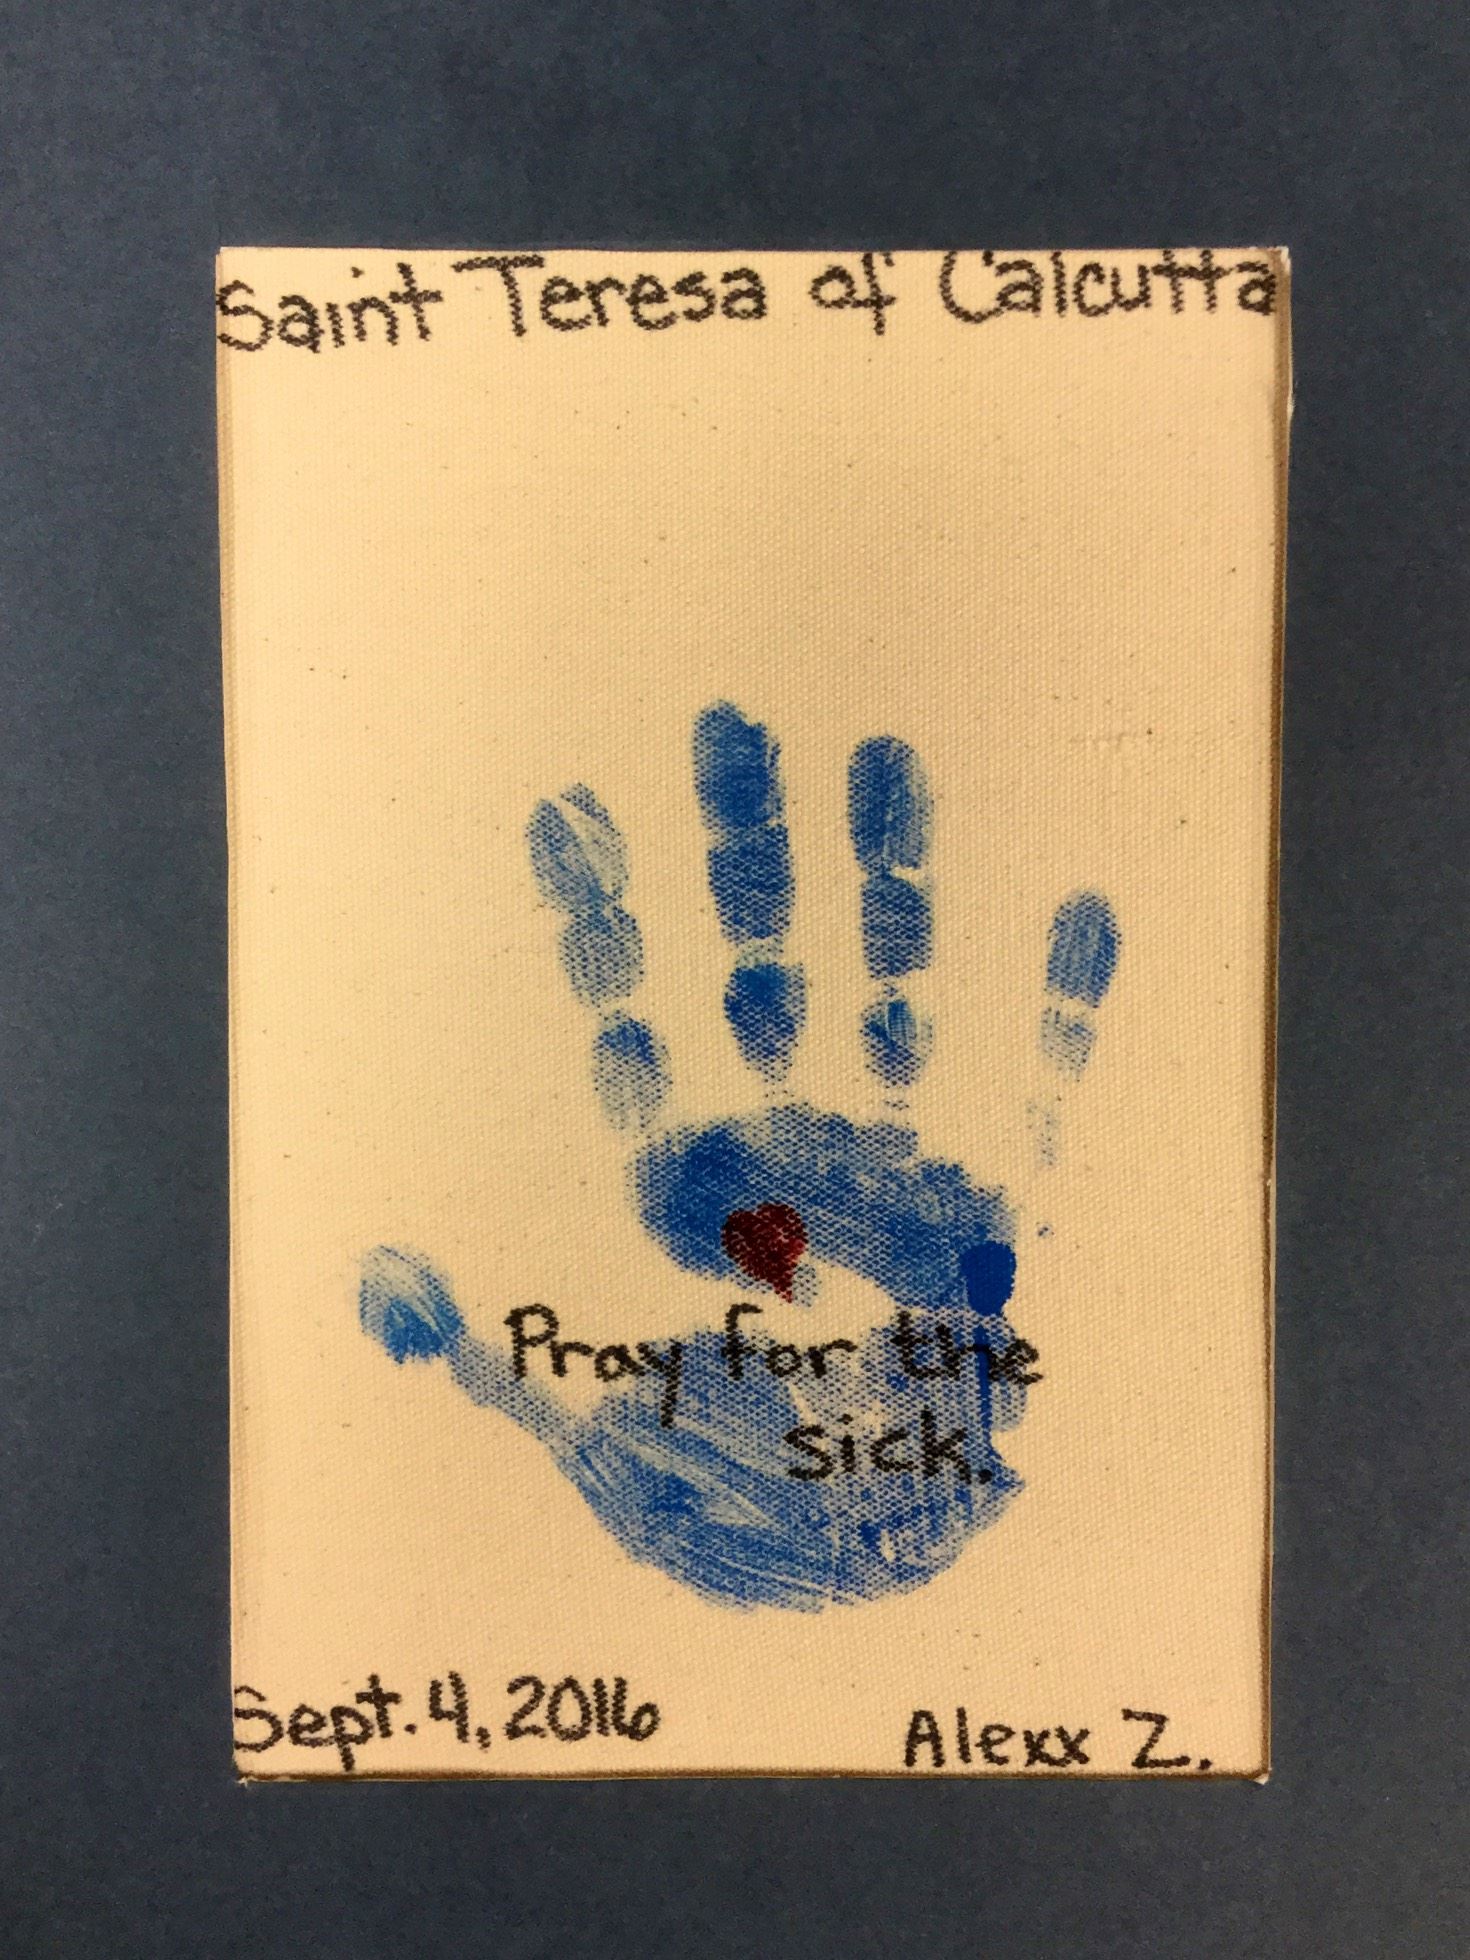 Saint Teresa of Calcutta
Pray for the
sick.
Sept. 4, 2016
Alexx Z.